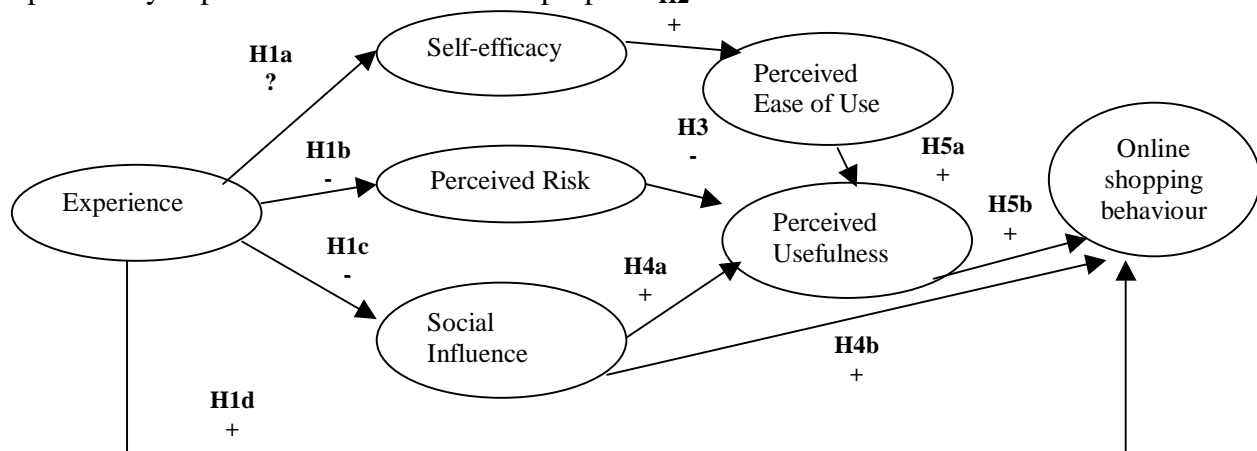 H2
+
H1a
?
Self-efficacy
Perceived
Ease of Use
H3
-
H5a
+
Online
shopping
behaviour
H1b
-
Perceived Risk
Experience
H5b
+
Perceived
Usefulness
H1c
-
H4a
+
Social
Influence
H4b
+
H1d
+